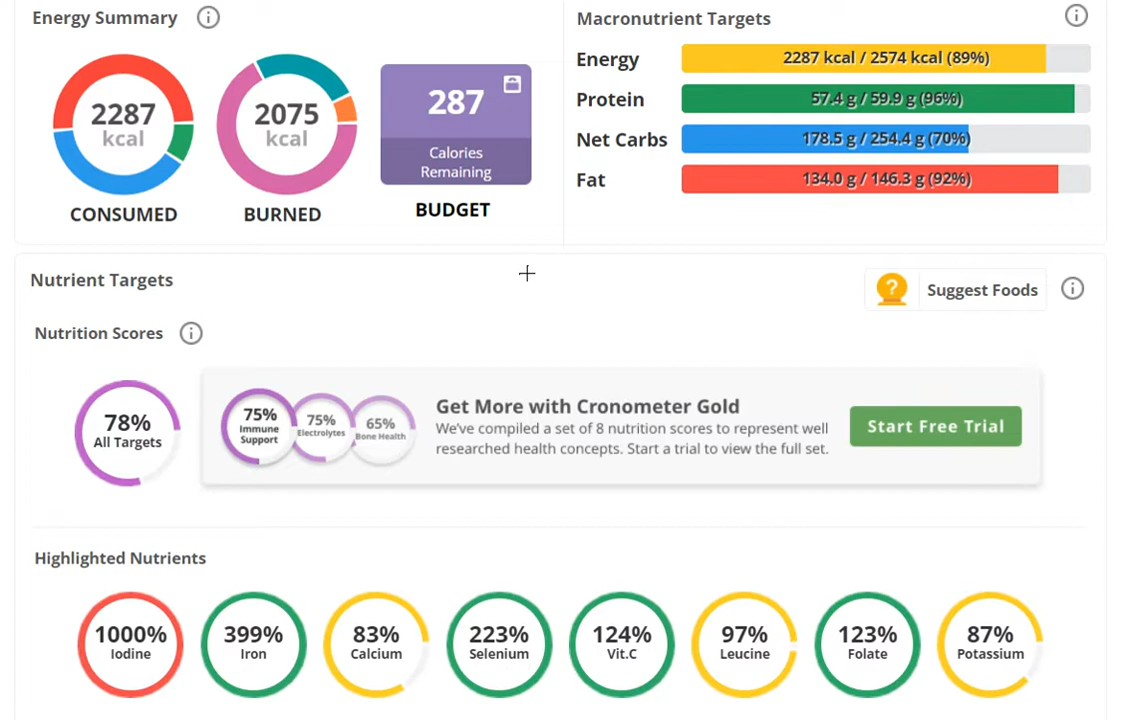 Energy Summary
2287
kcal
CONSUMED
2075
kcal
BURNED
287
Calories
Remaining
BUDGET
Macronutrient Targets
Energy
2287 kcal / 2574 kcal (89%)
Protein
57.4 g / 59.9 g (96%)
Net Carbs
178.5 g / 254.4 g (70%)
Fat
134.0 g / 146.3 g (92%)
Nutrient Targets
? Suggest Foods
Nutrition Scores
78%
All Targets
75%
Immune
Support
75%
Electrolytes
65%
Bone Health
Get More with Cronometer Gold
We've compiled a set of 8 nutrition scores to represent well
researched health concepts. Start a trial to view the full set.
Start Free Trial
Highlighted Nutrients
1000%
Iodine
399%
Iron
83%
Calcium
223%
Selenium
124%
Vit.C
97%
Leucine
123%
Folate
87%
Potassium